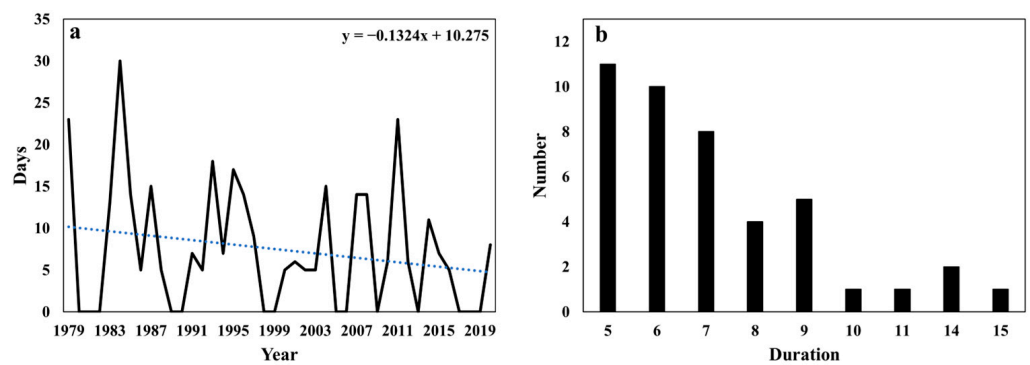 a
y = −0.1324x + 10.275
35
30
25
20
15
10
5
0
Days
1979 1983 1987 1991 1995 1999 2003 2007 2011 2015 2019
Year
b
12
10
8
6
4
2
0
Number
5 6 7 8 9 10 11 14 15
Duration